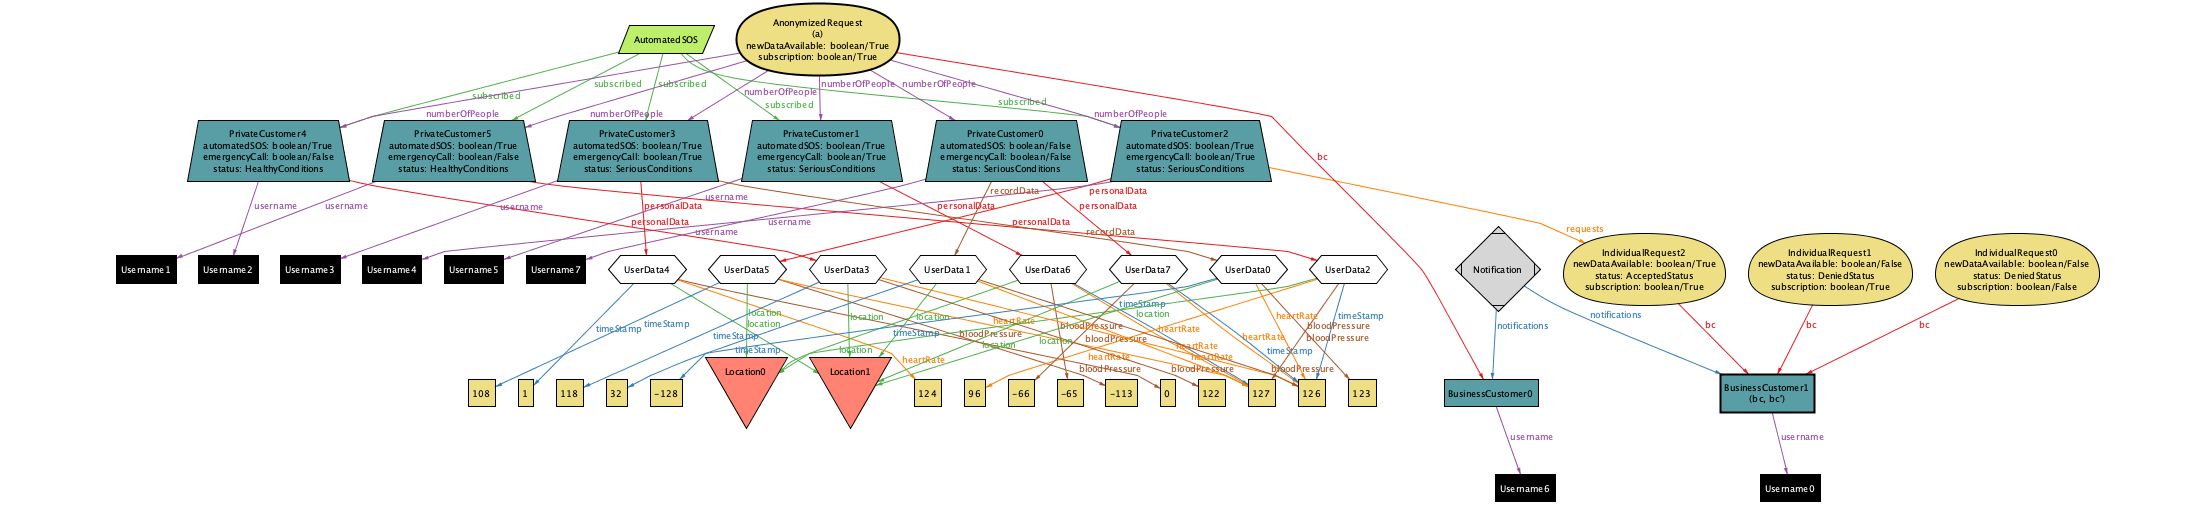 Anonymized Request
(a)
newDataAvailable: boolean/True
subscription: boolean/True
AutomatedSOS
subscribed
subscribed
subscribed
subscribed
subscribed
numberOfPeople
numberOfPeople
numberOfPeople
numberOfPeople
numberOfPeople
numberOfPeople
bc
PrivateCustomer4
automatedSOS: boolean/True
emergencyCall: boolean/False
status: HealthyConditions
PrivateCustomer5
automatedSOS: boolean/True
emergencyCall: boolean/False
status: HealthyConditions
PrivateCustomer3
automatedSOS: boolean/True
emergencyCall: boolean/True
status: SeriousConditions
PrivateCustomer1
automatedSOS: boolean/True
emergencyCall: boolean/True
status: SeriousConditions
PrivateCustomer0
automatedSOS: boolean/False
emergencyCall: boolean/False
status: SeriousConditions
PrivateCustomer2
automatedSOS: boolean/True
emergencyCall: boolean/True
status: SeriousConditions
username
username
username
username
username
username
personalData
personalData
personalData
personalData
personalData
personalData
recordData
recordData
requests
Username1
Username2
Username3
Username4
Username5
Username7
UserData4
UserData5
UserData3
UserData1
UserData6
UserData7
UserData0
UserData2
Notification
IndividualRequest2
newDataAvailable: boolean/True
status: AcceptedStatus
subscription: boolean/True
IndividualRequest1
newDataAvailable: boolean/False
status: DeniedStatus
subscription: boolean/True
IndividualRequest0
newDataAvailable: boolean/False
status: DeniedStatus
subscription: boolean/False
timeStamp
timeStamp
timeStamp
timeStamp
timeStamp
timeStamp
timeStamp
timeStamp
location
location
location
location
location
location
location
heartRate
heartRate
heartRate
heartRate
heartRate
heartRate
heartRate
bloodPressure
bloodPressure
bloodPressure
bloodPressure
bloodPressure
bloodPressure
bloodPressure
bloodPressure
notifications
notifications
bc
bc
bc
Location0
Location1
108
1
118
32
-128
124
96
-66
-65
-113
0
122
127
126
123
BusinessCustomer0
BusinessCustomer1
(bc, bc')
username
username
Username6
Username0